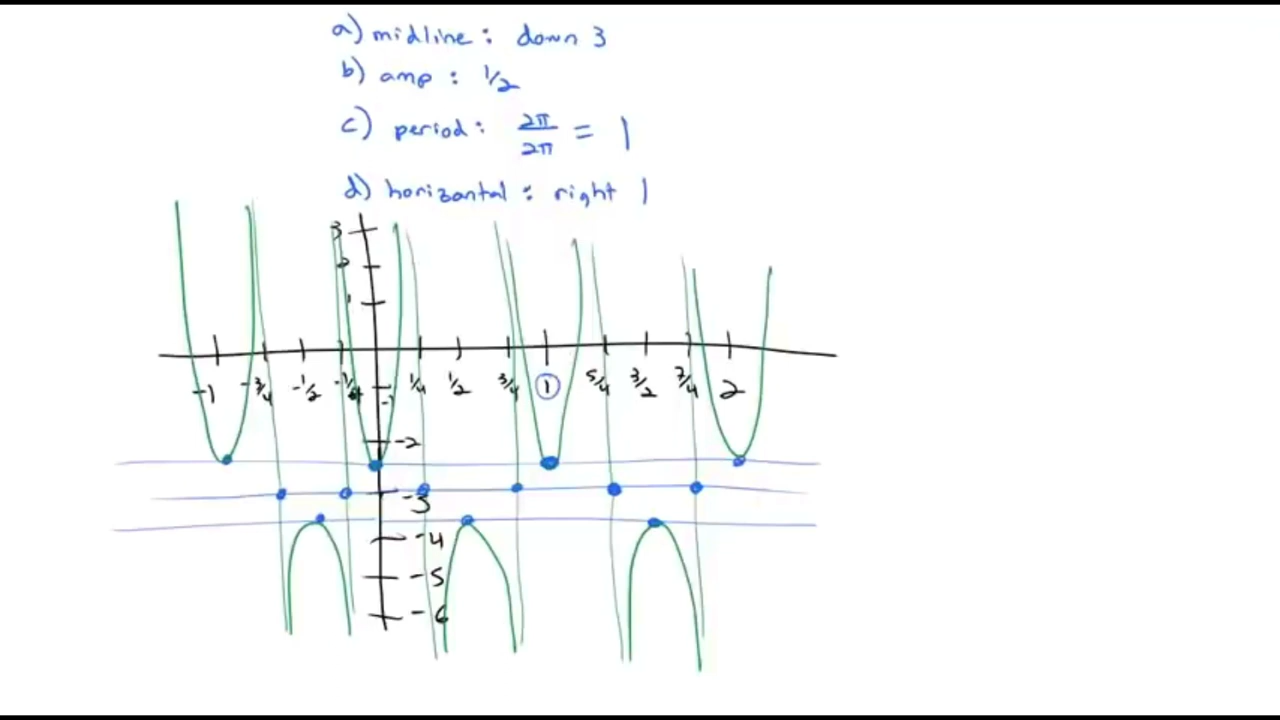 a) midline : down 3
b) amp : 1/2
c) period : 2π/2π = 1
d) horizontal : right 1
3
2
1
-1 -3/4 -1/2 -1/4 -1 1/4 1/2 3/4 1 5/4 3/2 7/4 2
-2
-3
-4
-5
-6